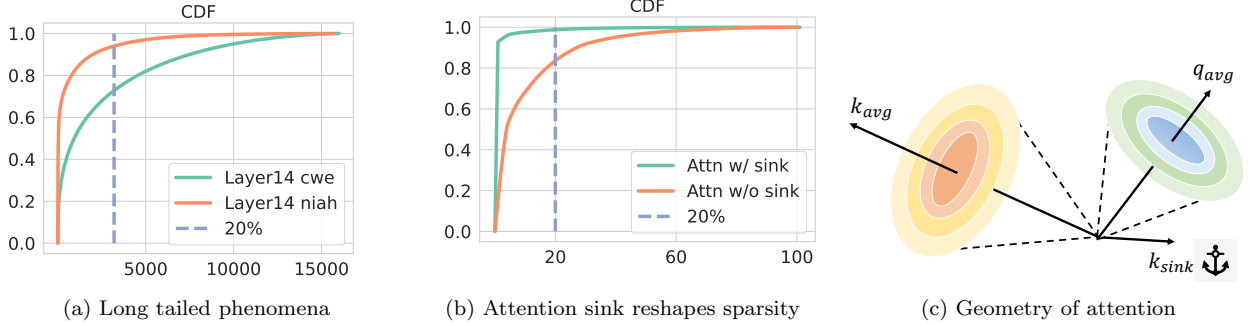 CDF
1.0
0.8
0.6
0.4
0.2
0.0
Layer14 cwe
Layer14 niah
20%
5000 10000 15000
(a) Long tailed phenomena
CDF
1.0
0.8
0.6
0.4
0.2
0.0
Attn w/ sink
Attn w/o sink
20%
20 60 100
(b) Attention sink reshapes sparsity
k_avg
q_avg
k_sink
(c) Geometry of attention